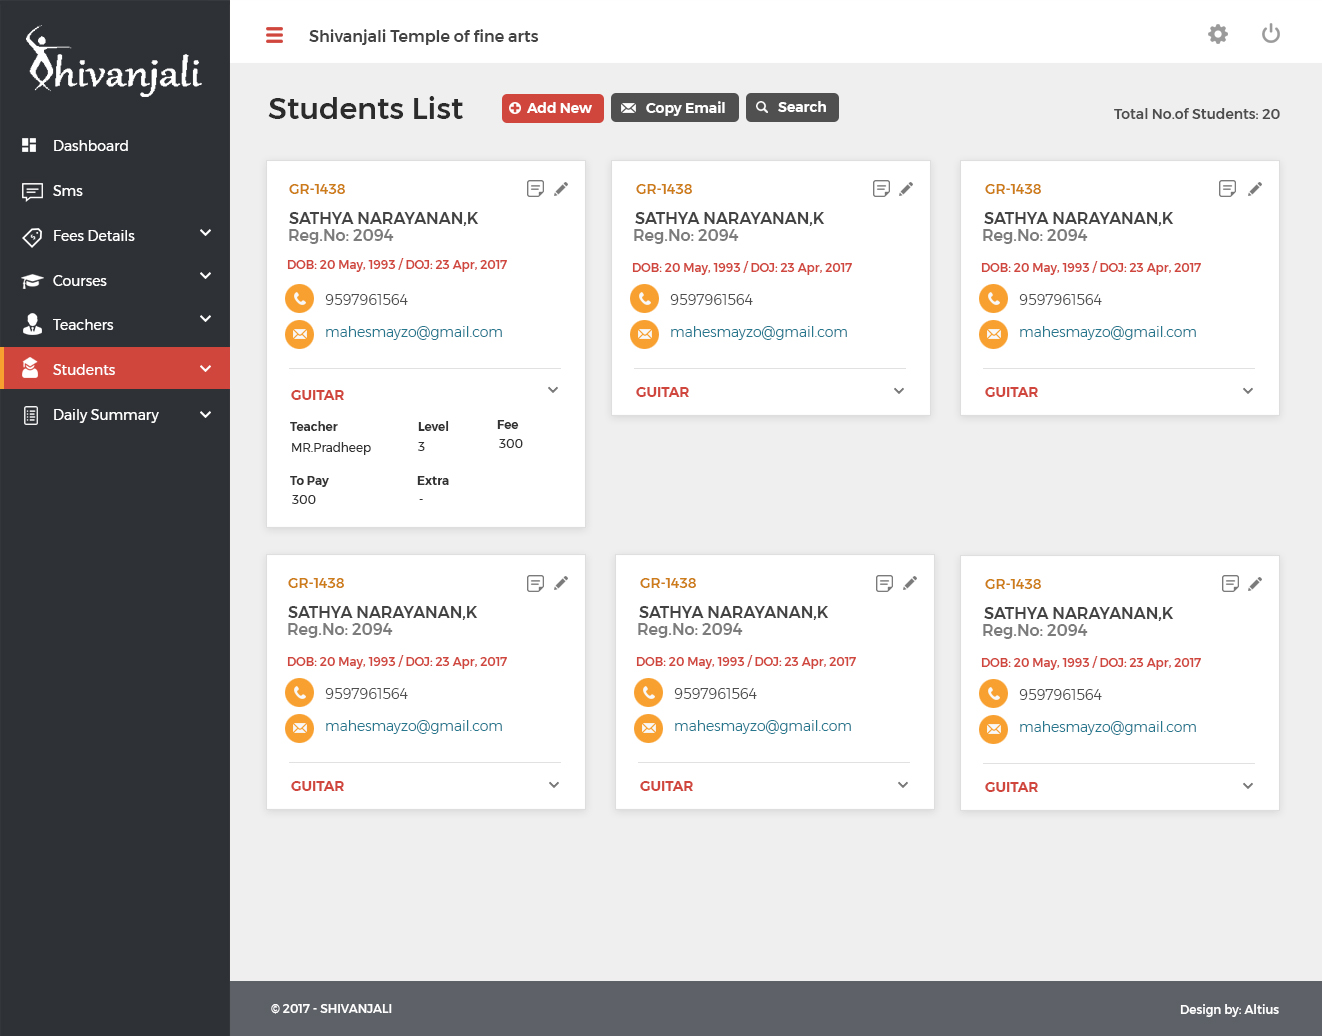 Shivanjali
Dashboard
Sms
Fees Details
Courses
Teachers
Students
Daily Summary
Shivanjali Temple of fine arts
Students List
Add New
Copy Email
Search
Total No.of Students: 20
GR-1438
SATHYA NARAYANAN,K
Reg.No: 2094
DOB: 20 May, 1993 / DOJ: 23 Apr, 2017
9597961564
mahesmayzo@gmail.com
GUITAR
Teacher Level Fee
MR.Pradheep 3 300
To Pay Extra
300 -
GR-1438
SATHYA NARAYANAN,K
Reg.No: 2094
DOB: 20 May, 1993 / DOJ: 23 Apr, 2017
9597961564
mahesmayzo@gmail.com
GUITAR
GR-1438
SATHYA NARAYANAN,K
Reg.No: 2094
DOB: 20 May, 1993 / DOJ: 23 Apr, 2017
9597961564
mahesmayzo@gmail.com
GUITAR
GR-1438
SATHYA NARAYANAN,K
Reg.No: 2094
DOB: 20 May, 1993 / DOJ: 23 Apr, 2017
9597961564
mahesmayzo@gmail.com
GUITAR
GR-1438
SATHYA NARAYANAN,K
Reg.No: 2094
DOB: 20 May, 1993 / DOJ: 23 Apr, 2017
9597961564
mahesmayzo@gmail.com
GUITAR
GR-1438
SATHYA NARAYANAN,K
Reg.No: 2094
DOB: 20 May, 1993 / DOJ: 23 Apr, 2017
9597961564
mahesmayzo@gmail.com
GUITAR
© 2017 - SHIVANJALI
Design by: Altius